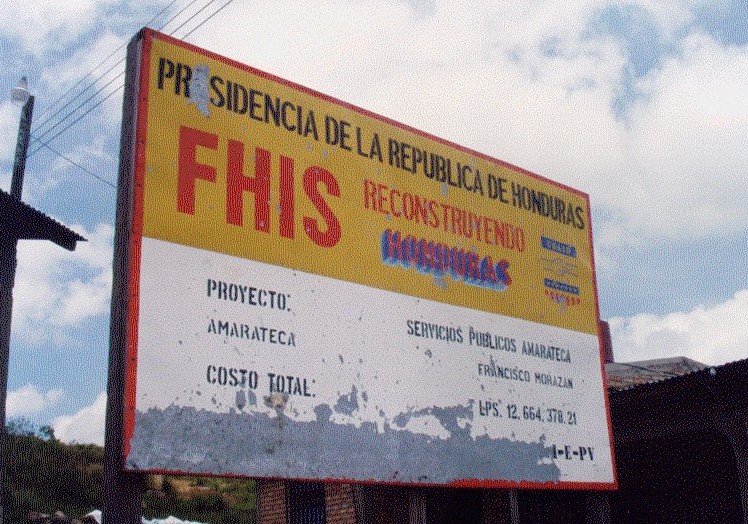 PRESIDENCIA DE LA REPUBLICA DE HONDURAS
FHIS
RECONSTRUYENDO
HONDURAS
PROYECTO:
SERVICIOS PUBLICOS AMARATECA
AMARATECA
FRANCISCO MORAZAN
COSTO TOTAL:
LPS. 12,664,378.21
I-E-PV